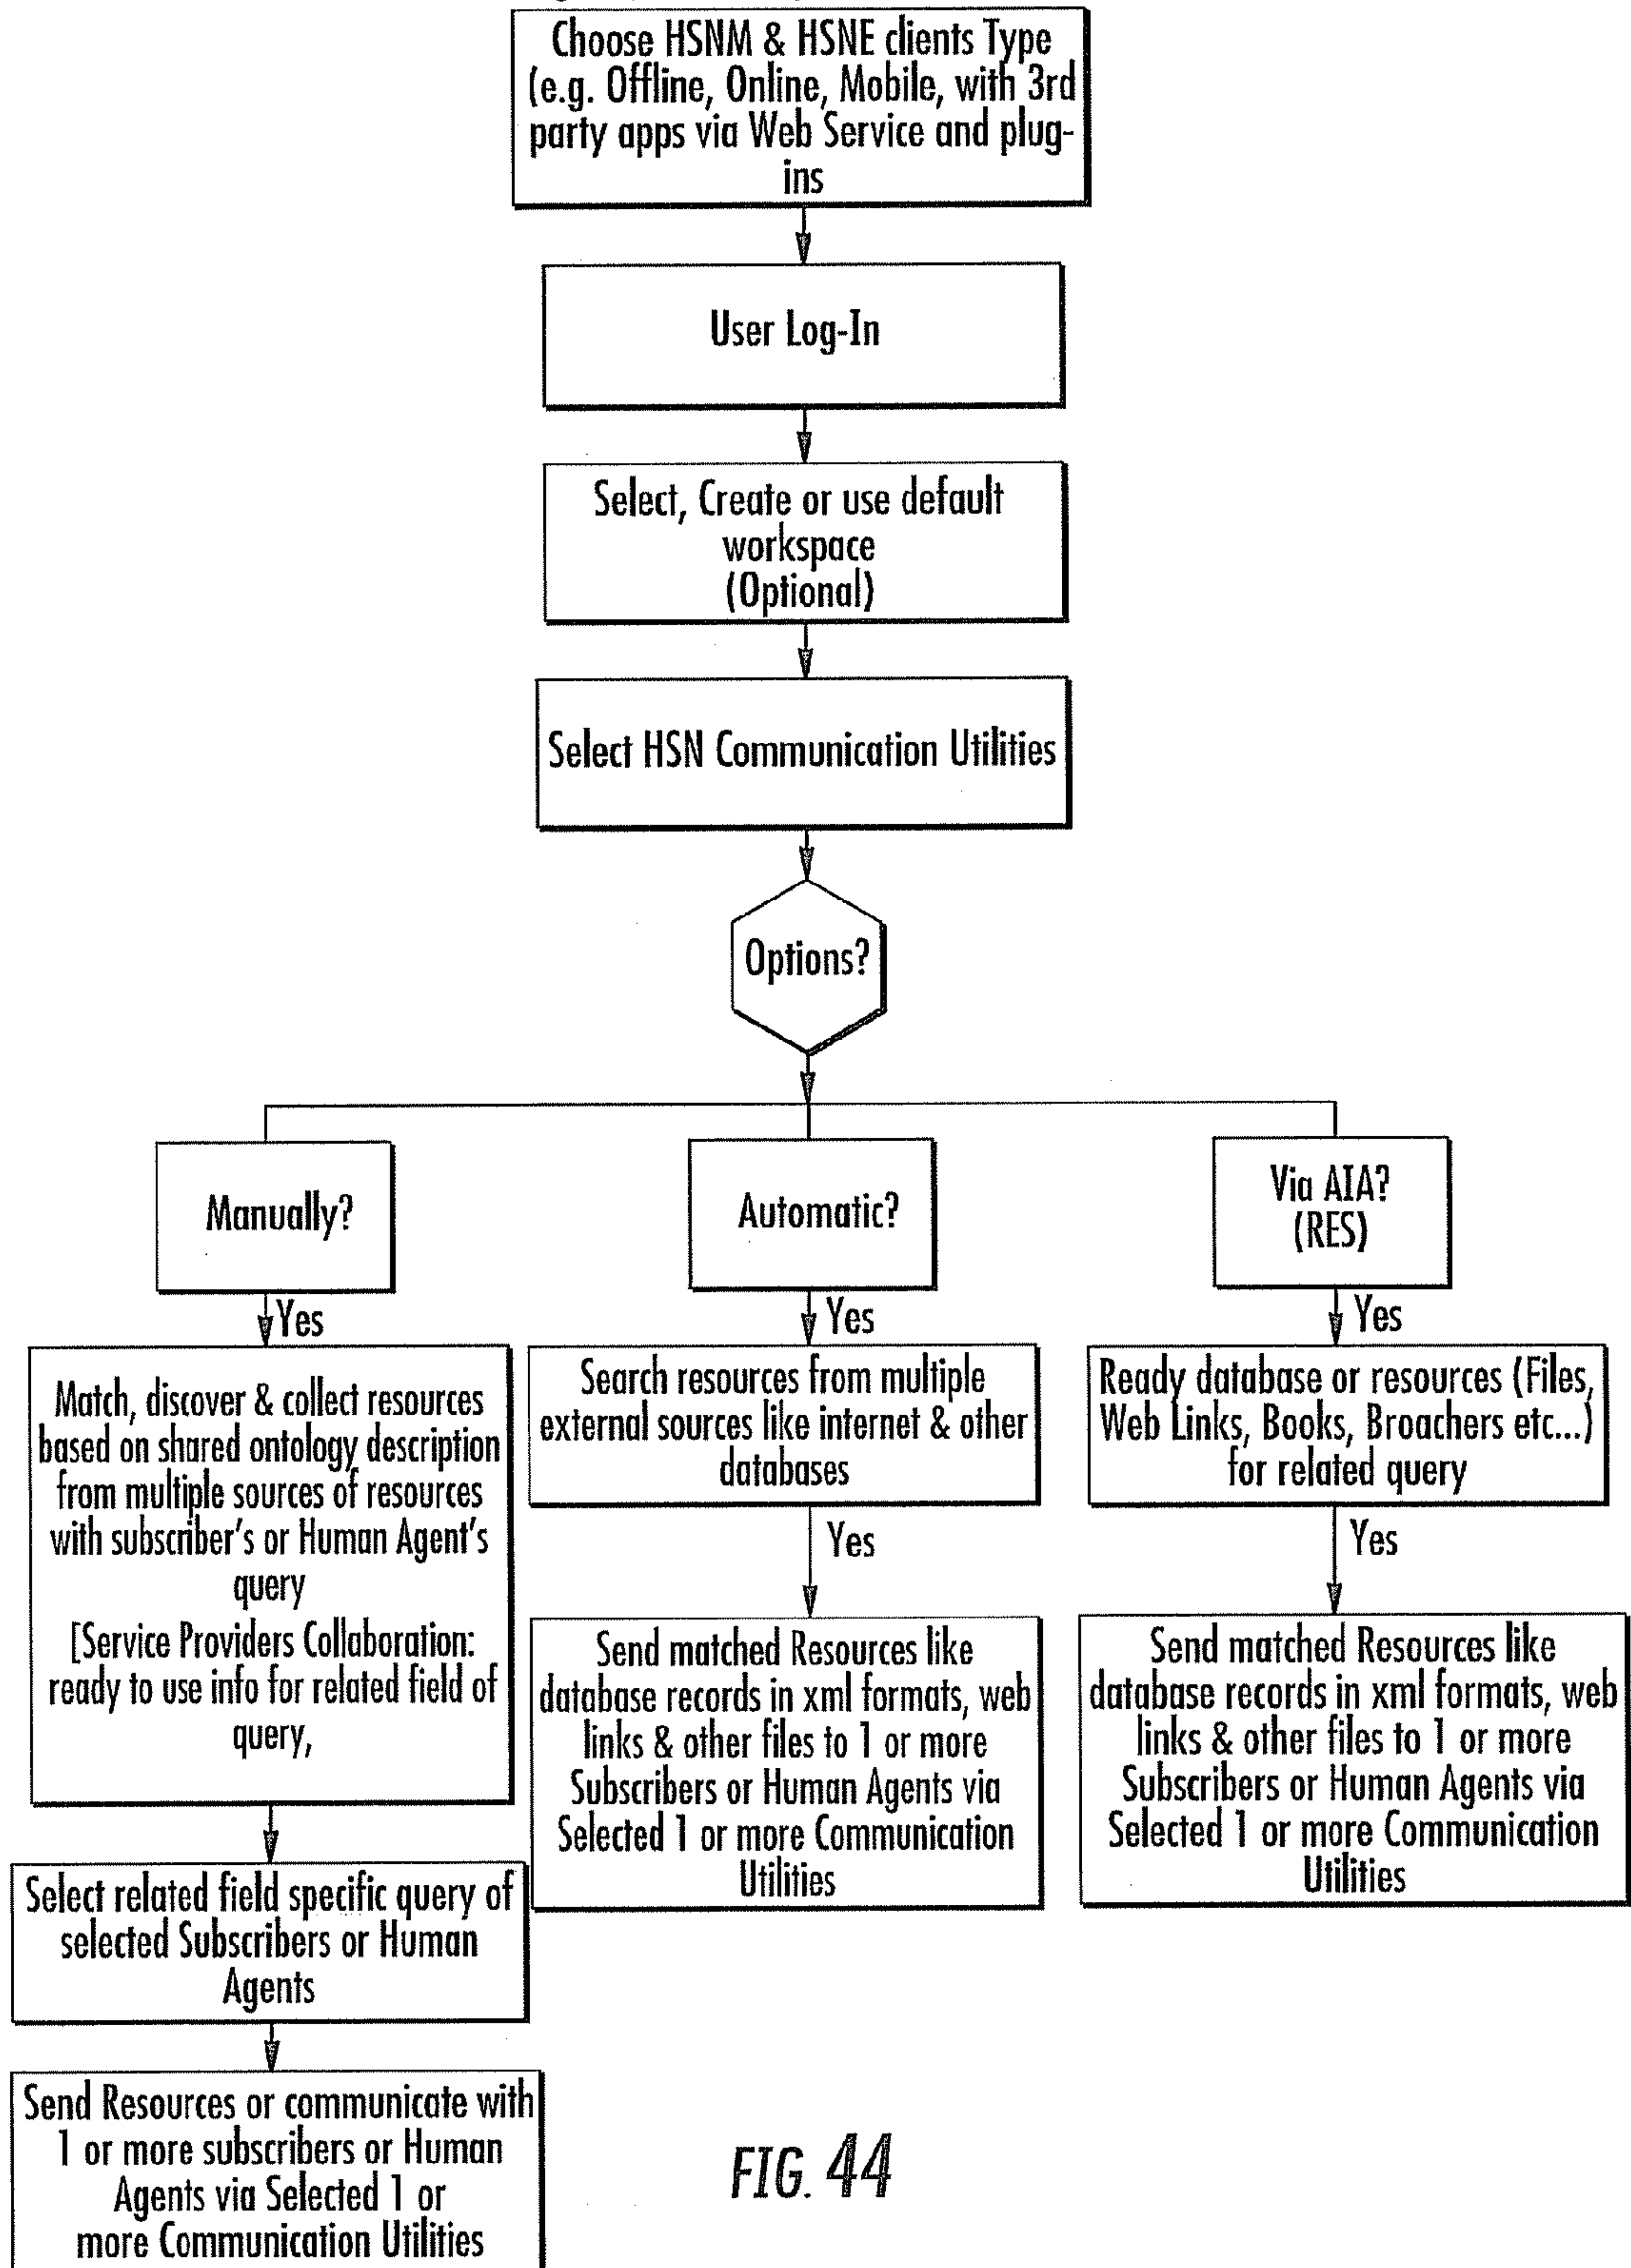 Choose HSNM & HSNE clients Type
(e.g. Offline, Online, Mobile, with 3rd
party apps via Web Service and plug-
ins
User Log-In
Select, Create or use default
workspace
(Optional)
Select HSN Communication Utilities
Options?
Manually?
Yes
Match, discover & collect resources
based on shared ontology description
from multiple sources of resources
with subscriber's or Human Agent's
query
[Service Providers Collaboration:
ready to use info for related field of
query,
Select related field specific query of
selected Subscribers or Human
Agents
Send Resources or communicate with
1 or more subscribers or Human
Agents via Selected 1 or
more Communication Utilities
Automatic?
Yes
Search resources from multiple
external sources like internet & other
databases
Yes
Send matched Resources like
database records in xml formats, web
links & other files to 1 or more
Subscribers or Human Agents via
Selected 1 or more Communication
Utilities
Via AIA?
(RES)
Yes
Ready database or resources (Files,
Web Links, Books, Broachers etc...)
for related query
Yes
Send matched Resources like
database records in xml formats, web
links & other files to 1 or more
Subscribers or Human Agents via
Selected 1 or more Communication
Utilities
FIG. 44